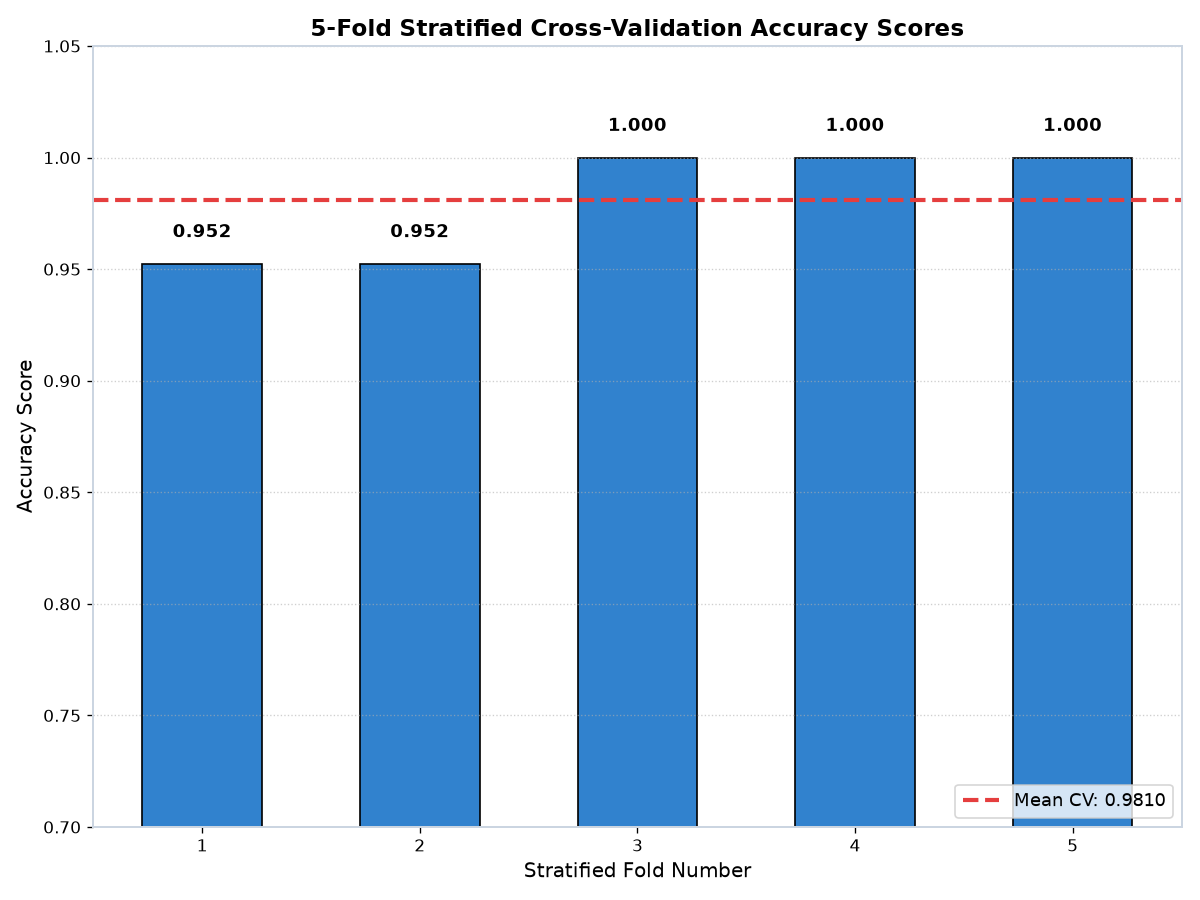 5-Fold Stratified Cross-Validation Accuracy Scores
1.05
1.00
0.95
0.90
0.85
0.80
0.75
0.70
Accuracy Score
0.952
0.952
1.000
1.000
1.000
Mean CV: 0.9810
1 2 3 4 5
Stratified Fold Number